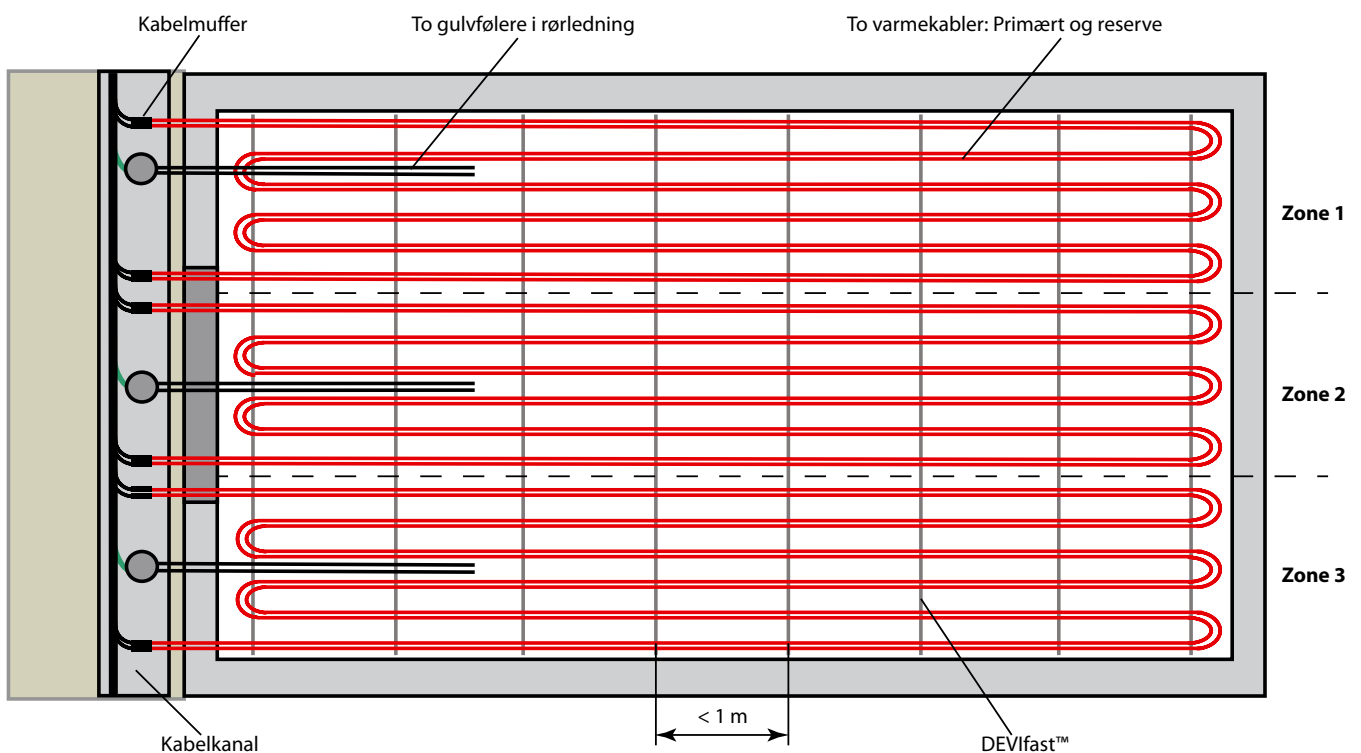 Kabelmuffer
To gulvfølere i rørledning
To varmekabler: Primært og reserve
Zone 1
Zone 2
Zone 3
< 1 m
Kabelkanal
DEVIfast™